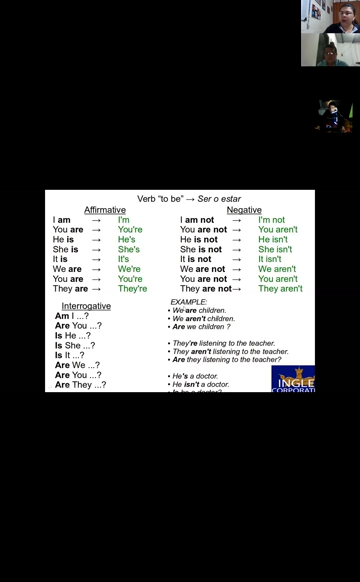 Verb "to be" → Ser o estar
Affirmative
I am → I'm
You are → You're
He is → He's
She is → She's
It is → It's
We are → We're
You are → You're
They are → They're
Negative
I am not → I'm not
You are not → You aren't
He is not → He isn't
She is not → She isn't
It is not → It isn't
We are not → We aren't
You are not → You aren't
They are not→ They aren't
Interrogative
Am I ...?
Are You ...?
Is He ...?
Is She ...?
Is It ...?
Are We ...?
Are You ...?
Are They ...?
EXAMPLE:
• We are children.
• We aren't children.
• Are we children ?
• They're listening to the teacher.
• They aren't listening to the teacher.
• Are they listening to the teacher?
• He's a doctor.
• He isn't a doctor.
• Is he a doctor?
INGLE
CORPORATI